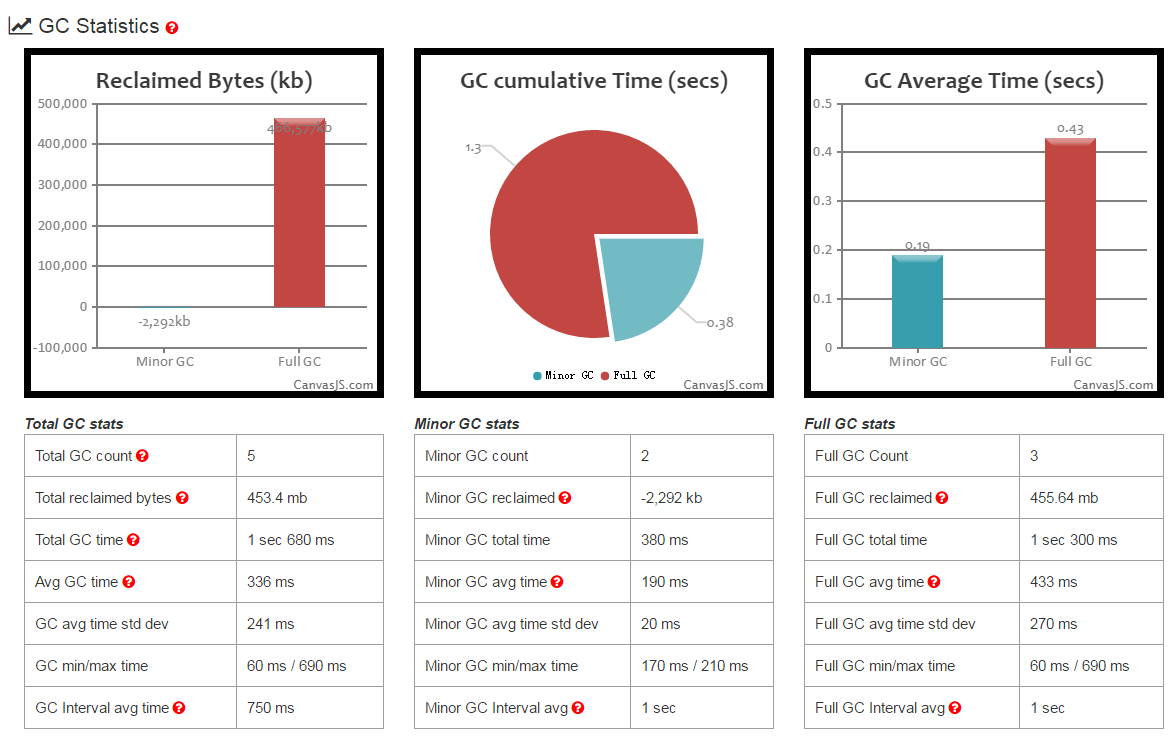 GC Statistics
Reclaimed Bytes (kb)
500,000
466,577kb
400,000
300,000
200,000
100,000
0
-2,292kb
-100,000
Minor GC Full GC
CanvasJS.com
GC cumulative Time (secs)
1.3
0.38
Minor GC Full GC
CanvasJS.com
GC Average Time (secs)
0.5
0.43
0.4
0.3
0.2
0.19
0.1
0
Minor GC Full GC
CanvasJS.com
Total GC stats
Total GC count 5
Total reclaimed bytes 453.4 mb
Total GC time 1 sec 680 ms
Avg GC time 336 ms
GC avg time std dev 241 ms
GC min/max time 60 ms / 690 ms
GC Interval avg time 750 ms
Minor GC stats
Minor GC count 2
Minor GC reclaimed -2,292 kb
Minor GC total time 380 ms
Minor GC avg time 190 ms
Minor GC avg time std dev 20 ms
Minor GC min/max time 170 ms / 210 ms
Minor GC Interval avg 1 sec
Full GC stats
Full GC Count 3
Full GC reclaimed 455.64 mb
Full GC total time 1 sec 300 ms
Full GC avg time 433 ms
Full GC avg time std dev 270 ms
Full GC min/max time 60 ms / 690 ms
Full GC Interval avg 1 sec